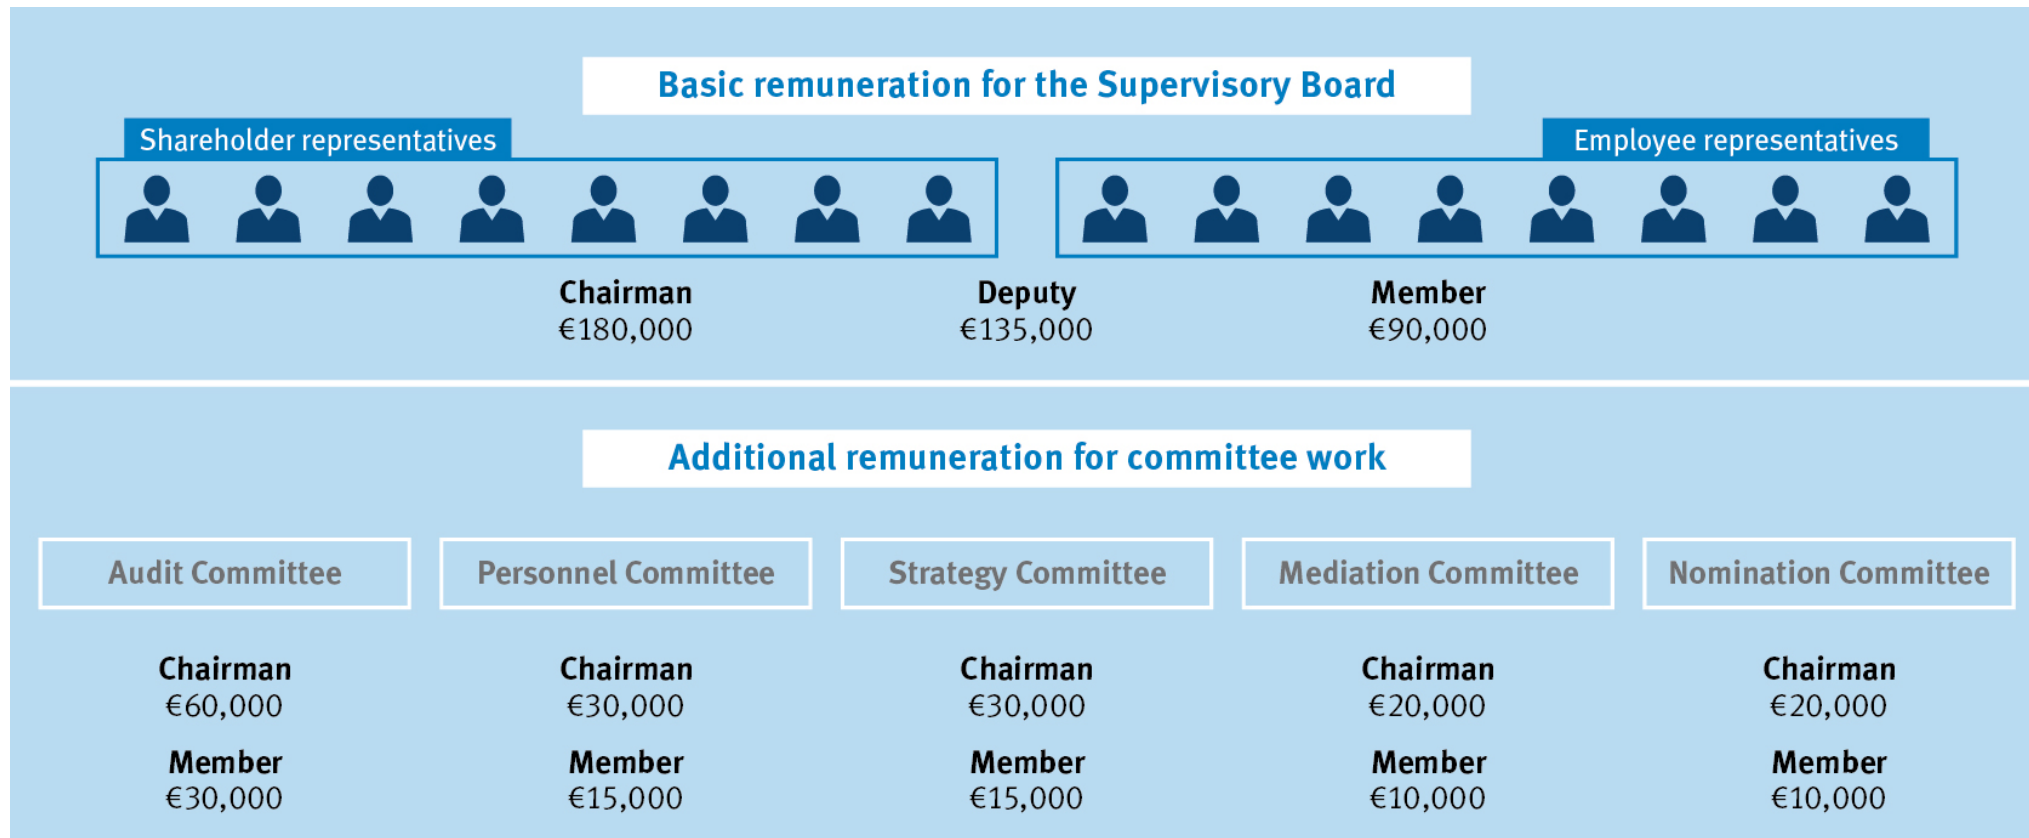 Basic remuneration for the Supervisory Board
Shareholder representatives
Employee representatives
Chairman
€180,000
Deputy
€135,000
Member
€90,000
Additional remuneration for committee work
Audit Committee
Personnel Committee
Strategy Committee
Mediation Committee
Nomination Committee
Chairman
€60,000
Chairman
€30,000
Chairman
€30,000
Chairman
€20,000
Chairman
€20,000
Member
€30,000
Member
€15,000
Member
€15,000
Member
€10,000
Member
€10,000